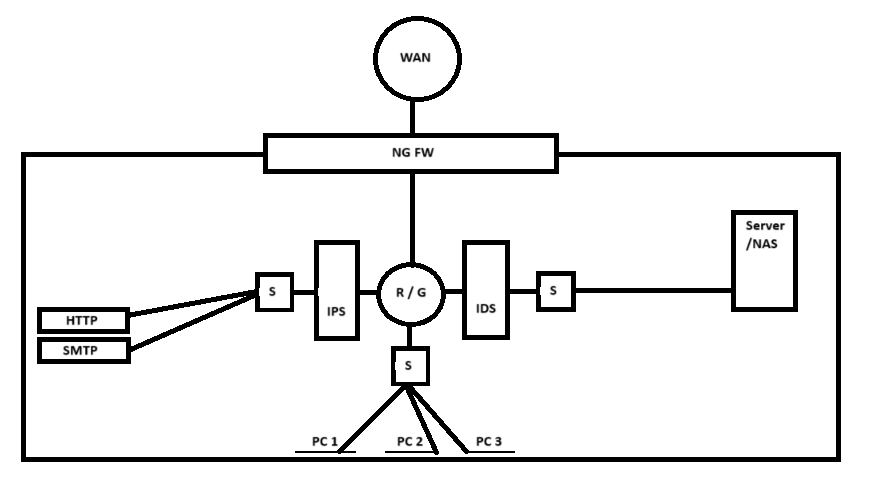 WAN
NG FW
Server
/NAS
S
IPS
R / G
IDS
S
HTTP
SMTP
S
PC 1
PC 2
PC 3